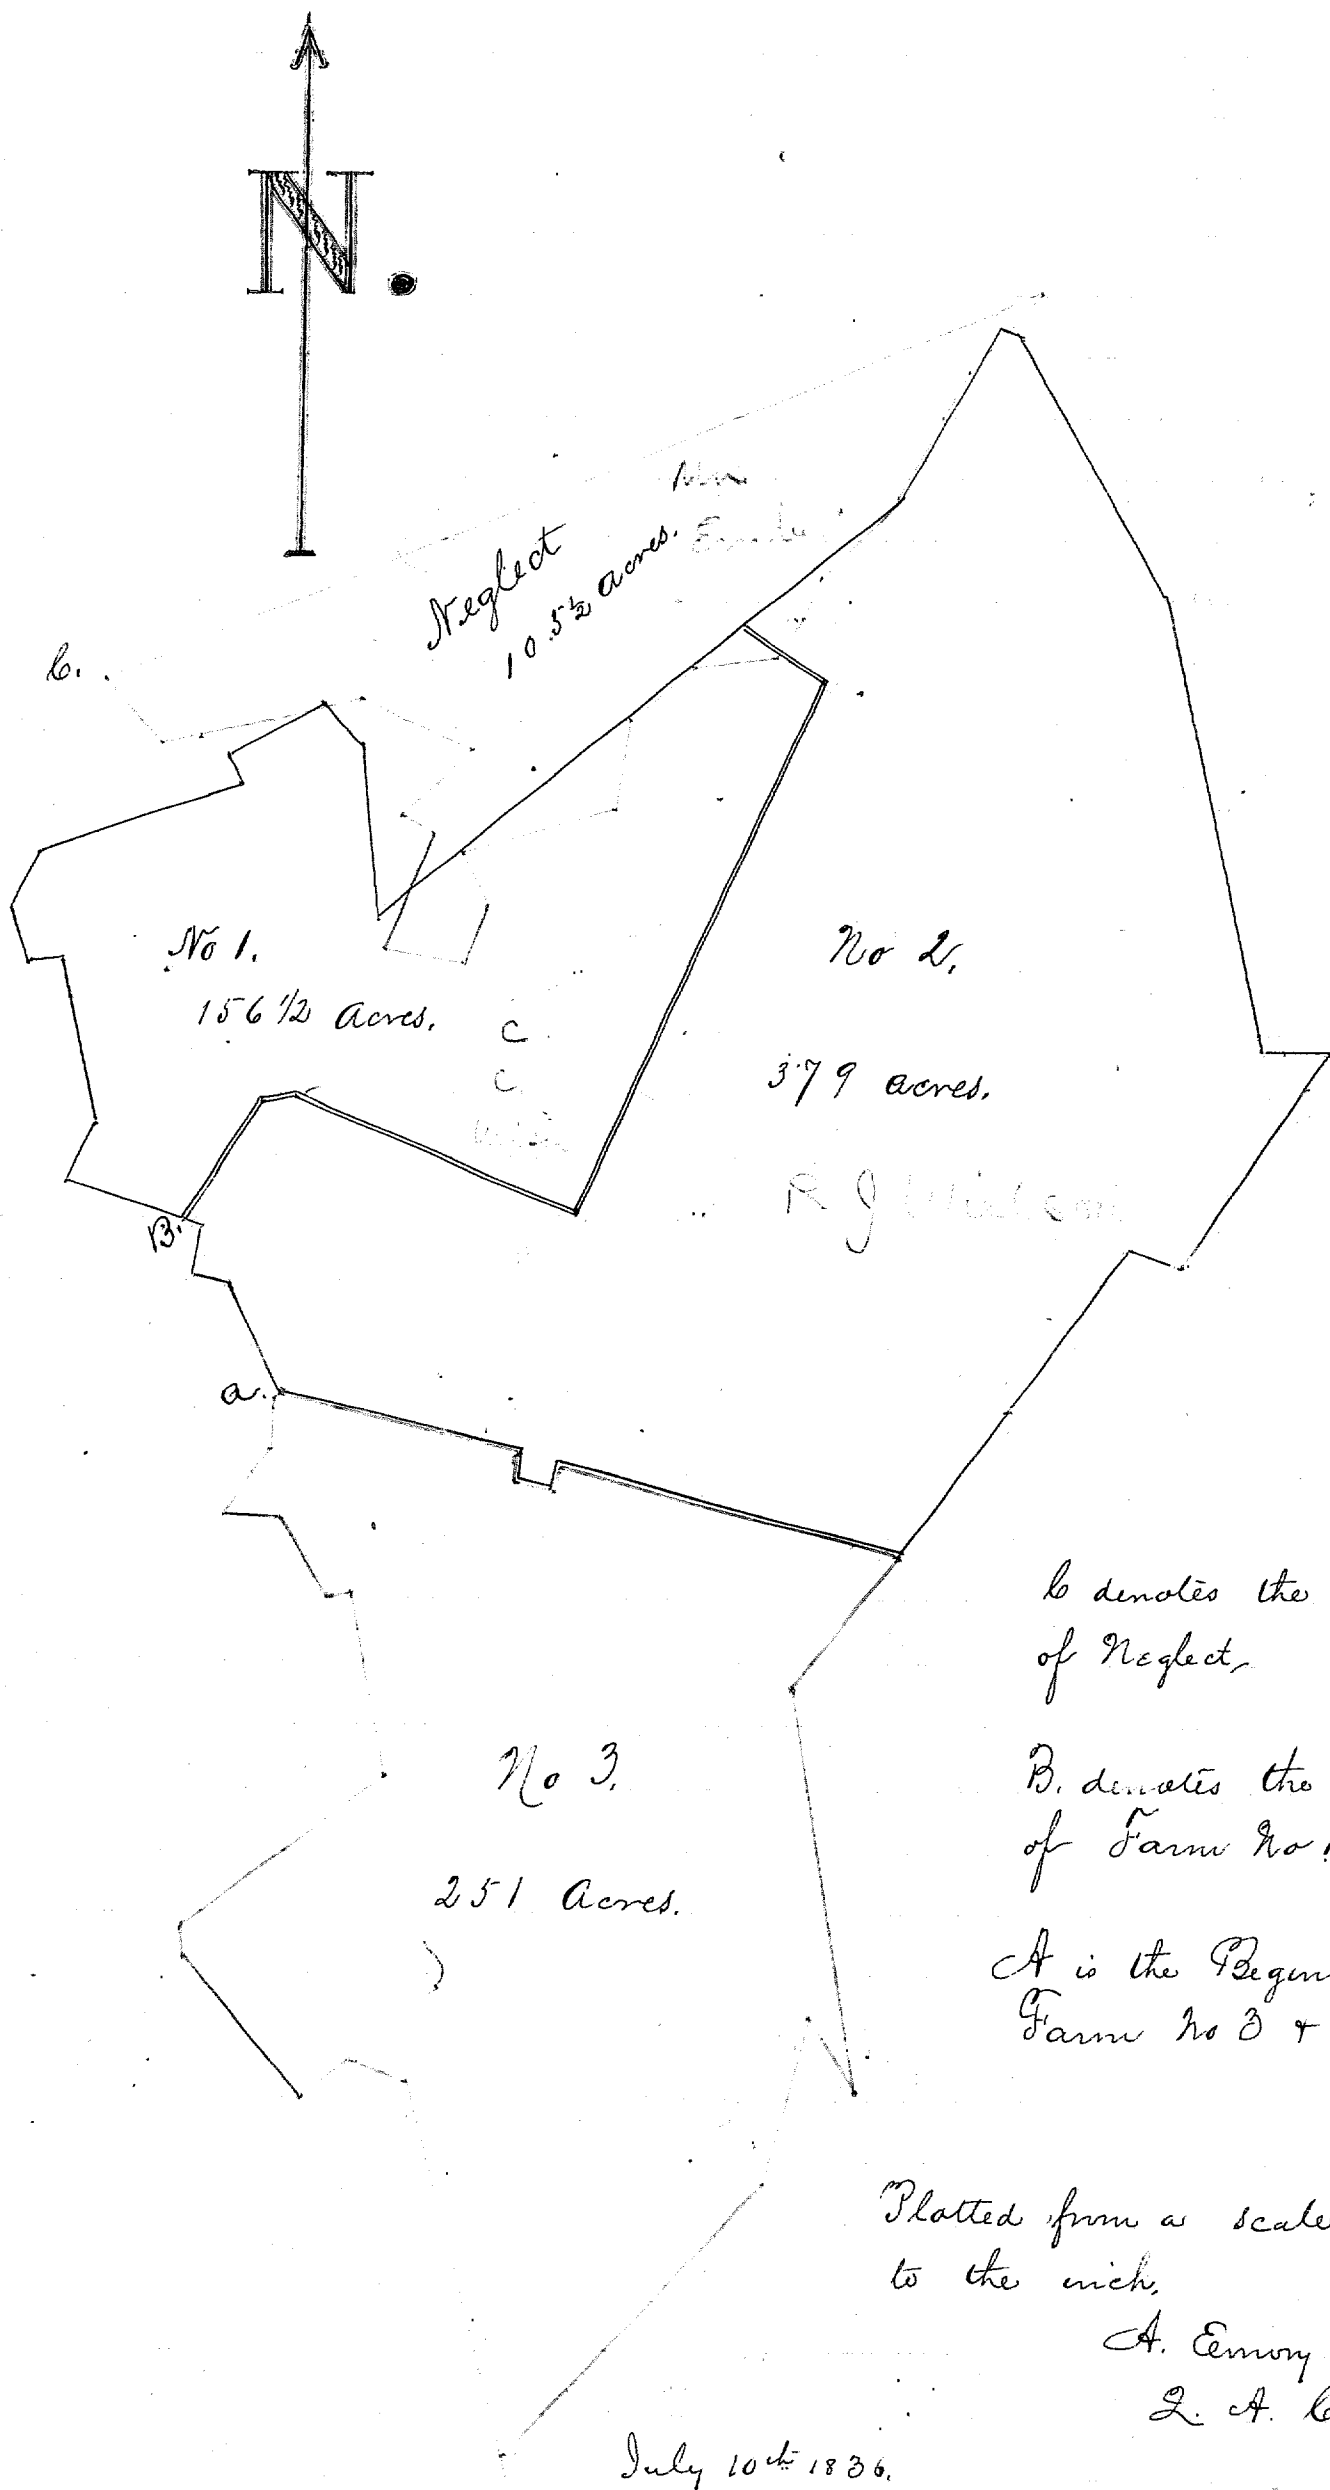 N.
Neglect
105½ acres.
C.
No 1.
156 1/2 Acres.
C
C
No 2.
379 acres.
R J
B.
a.
C denotes the
of Neglect,
B. denotes the
of Farm No.
No 3.
251 Acres.
A is the Begin
Farm No 3 +
Plotted from a scale
to the inch.
A. Emory
Q. A. C
July 10th 1836.